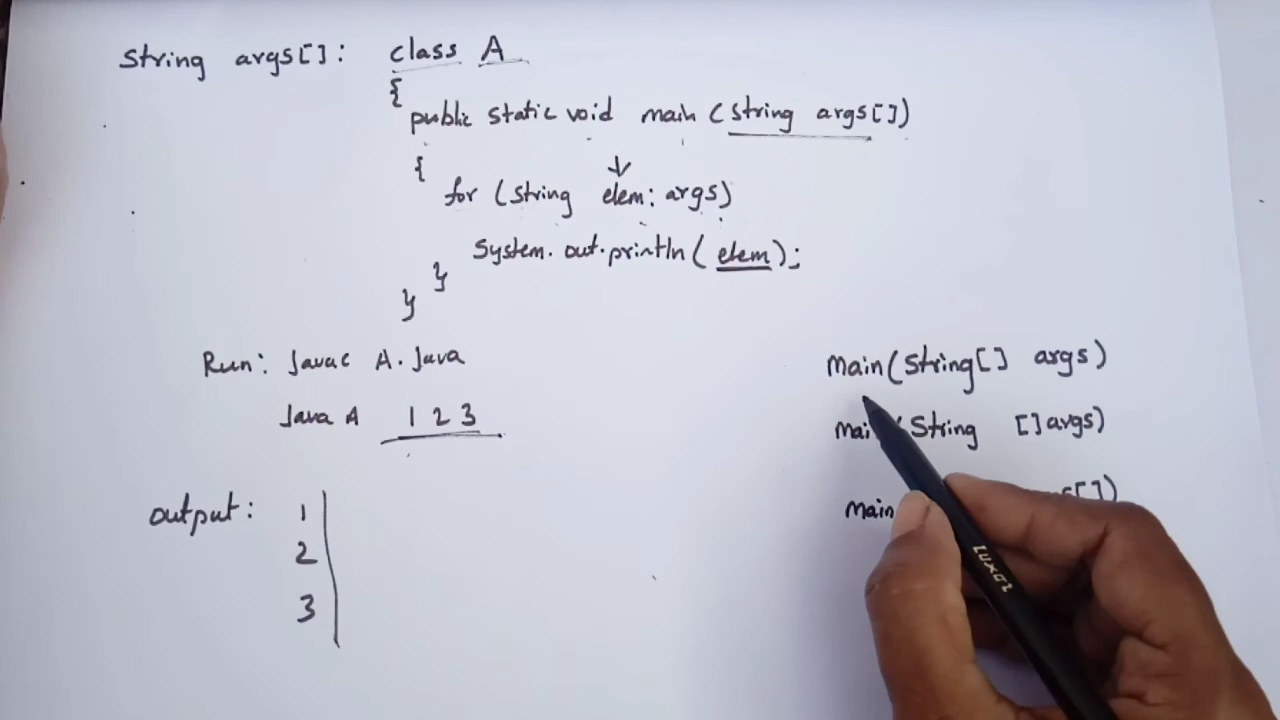 String args[]: class A
{
public static void main (String args[])
{
for (String elem: args)
System.out.println(elem);
}
}
Run: Javac A.Java
Java A 1 2 3
output: 1
2
3
main(String[] args)
(String []args)
main
LUXOR